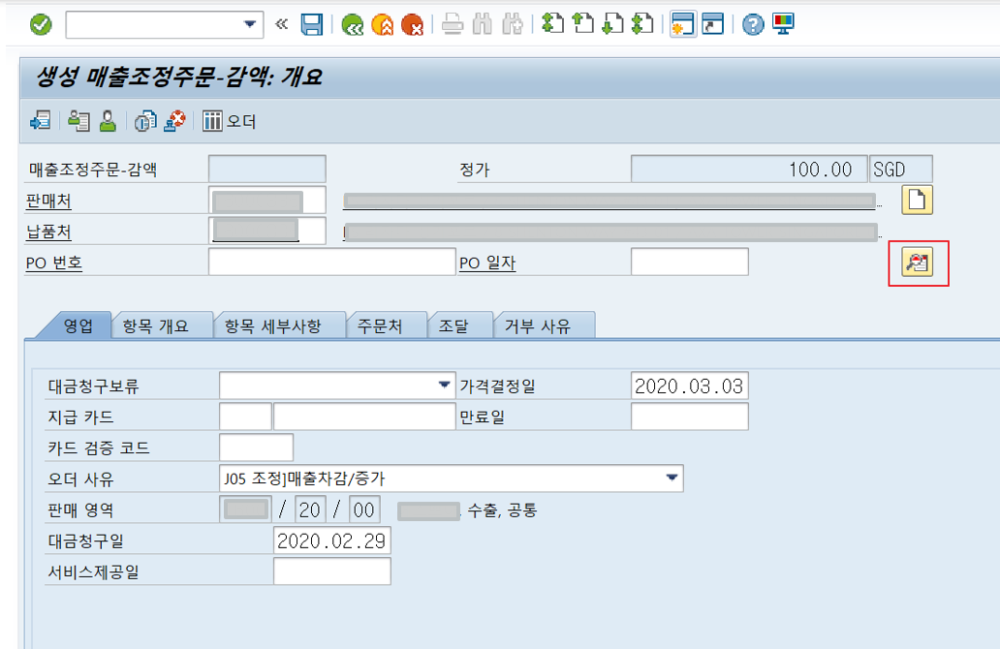 생성 매출조정주문-감액: 개요
오더
매출조정주문-감액 정가 100.00 SGD
판매처
납품처
PO 번호 PO 일자
영업 항목 개요 항목 세부사항 주문처 조달 거부 사유
대금청구보류 가격결정일 2020.03.03
지급 카드 만료일
카드 검증 코드
오더 사유 J05 조정]매출차감/증가
판매 영역 / 20 / 00 수출, 공통
대금청구일 2020.02.29
서비스제공일